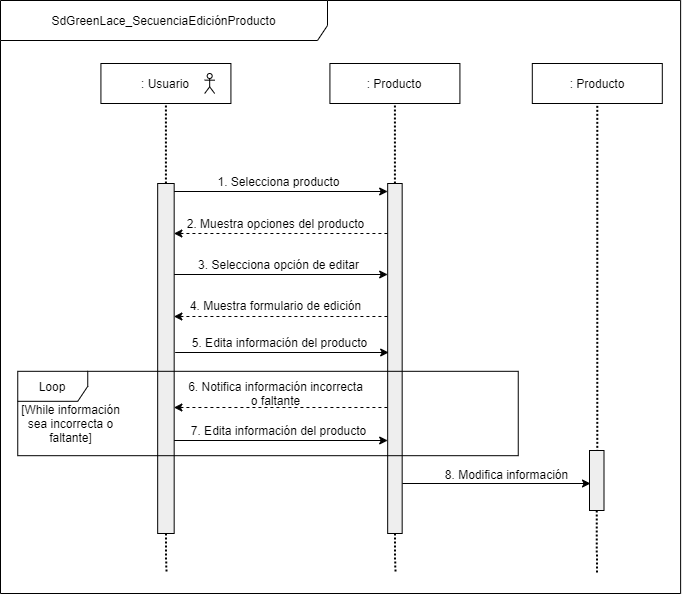 SdGreenLace_SecuenciaEdiciónProducto
: Usuario
: Producto
: Producto
1. Selecciona producto
2. Muestra opciones del producto
3. Selecciona opción de editar
4. Muestra formulario de edición
5. Edita información del producto
Loop
6. Notifica información incorrecta
o faltante
[While información
sea incorrecta o
faltante]
7. Edita información del producto
8. Modifica información